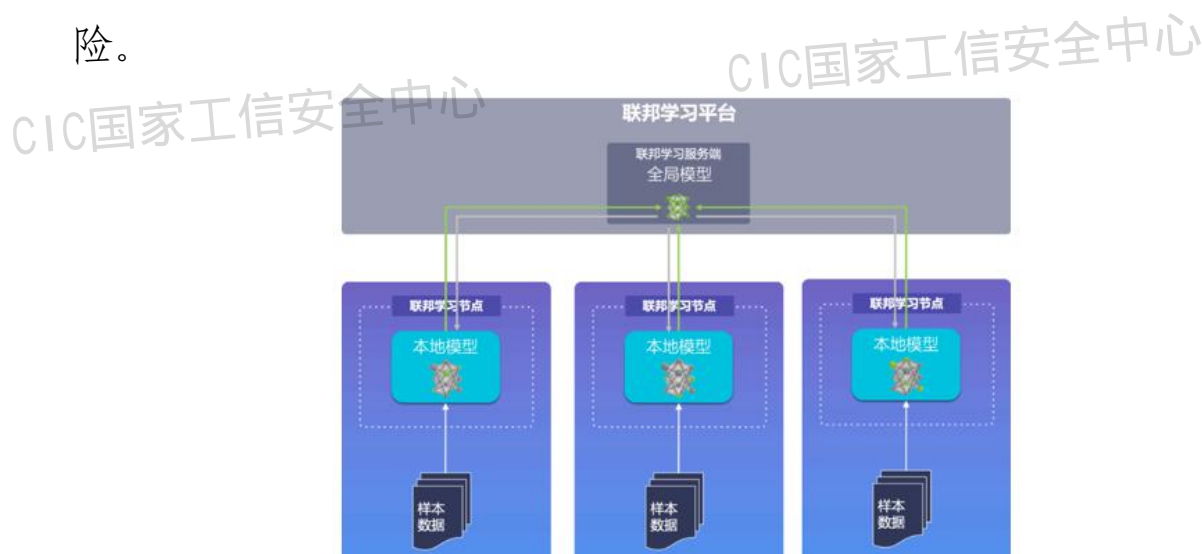 险。
CIC国家工信安全中心
CIC国家工信安全中心
联邦学习平台
联邦学习服务端
全局模型
联邦学习节点
联邦学习节点
联邦学习节点
本地模型
本地模型
本地模型
样本
数据
样本
数据
样本
数据